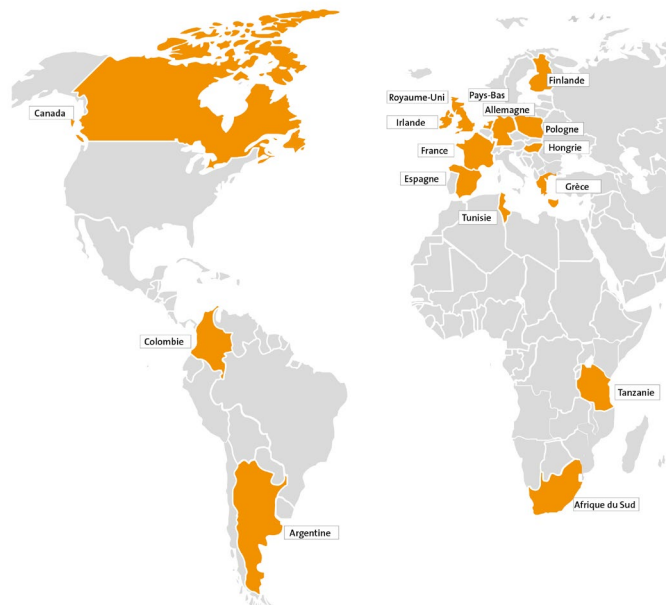 Finlande
Pays-Bas
Royaume-Uni
Allemagne
Canada
Irlande
Pologne
France
Hongrie
Espagne
Grèce
Tunisie
Colombie
Tanzanie
Afrique du Sud
Argentine